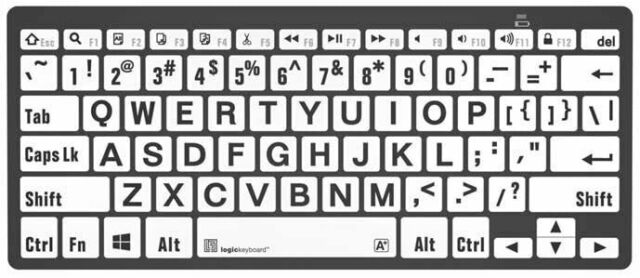 Esc F1 F2 F3 F4 F5 F6 F7 F8 F9 F10 F11 F12 del
`~ 1! 2@ 3# 4$ 5% 6^ 7& 8* 9( 0) -_ =+ ←
Tab Q W E R T Y U I O P [{ ]} \|
Caps Lk A S D F G H J K L ;: '"
Shift Z X C V B N M ,< .> /? Shift
Ctrl Fn Alt logickeyboard™ A+ Alt Ctrl ◄ ▲ ▼ ►